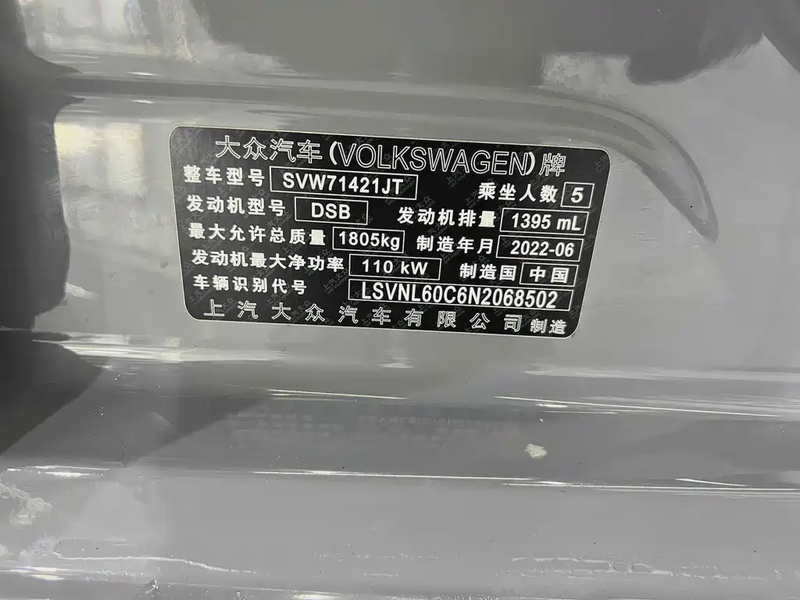 大众汽车(VOLKSWAGEN)牌
整车型号 SVW71421JT 乘坐人数 5
发动机型号 DSB 发动机排量 1395 mL
最大允许总质量 1805kg 制造年月 2022-06
发动机最大净功率 110 kW 制造国 中国
车辆识别代号 LSVNL60C6N2068502
上汽大众汽车有限公司 制造